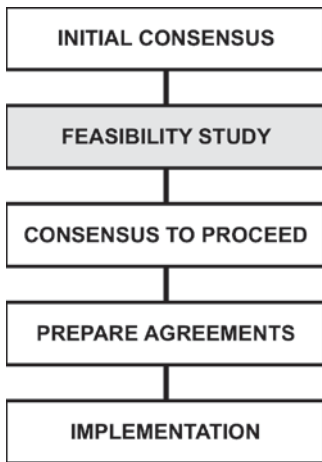 INITIAL CONSENSUS
FEASIBILITY STUDY
CONSENSUS TO PROCEED
PREPARE AGREEMENTS
IMPLEMENTATION